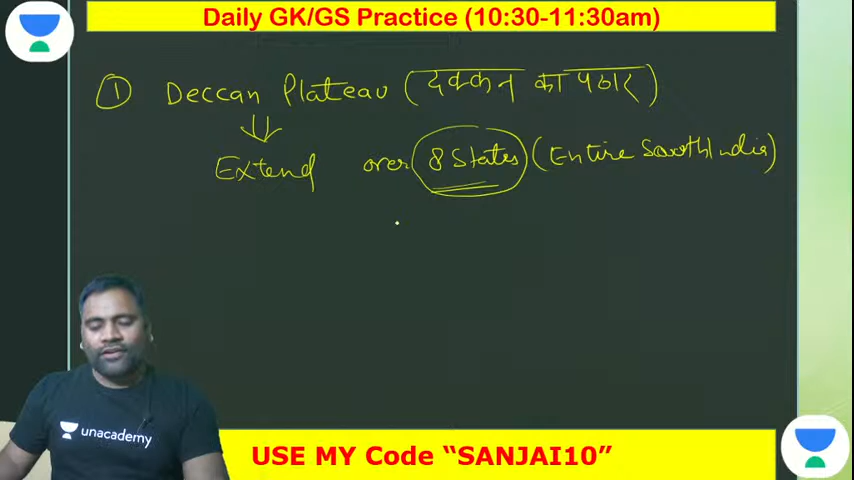 Daily GK/GS Practice (10:30-11:30am)
① Deccan Plateau (दक्कन का पठार)
Extend over 8 States (Entire South India)
unacademy
USE MY Code “SANJAI10”